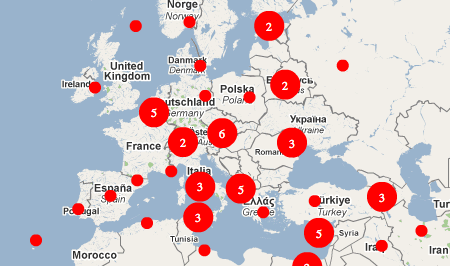 Norge
Norway
2
Danmark
Denmark
United
Kingdom
Ireland
Polska
Poland
2
5
Deutschland
Germany
Україна
Ukraine
France
2
6
3
Romania
Italia
España
Spain
Portugal
3
5
3
Ελλάς
Greece
Türkiye
Turkey
3
5
Tunisia
Syria
Iraq
Morocco